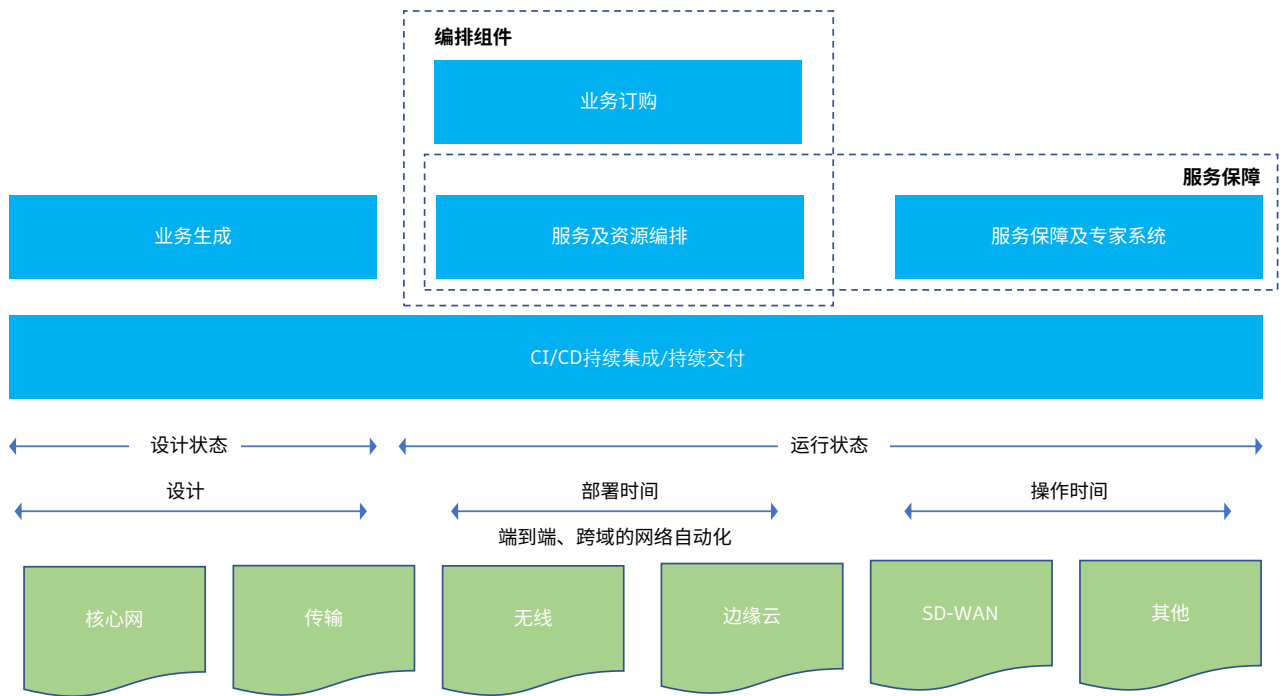 编排组件
业务订购
服务保障
业务生成
服务及资源编排
服务保障及专家系统
CI/CD持续集成/持续交付
设计状态
运行状态
设计
部署时间
操作时间
端到端、跨域的网络自动化
核心网
传输
无线
边缘云
SD-WAN
其他